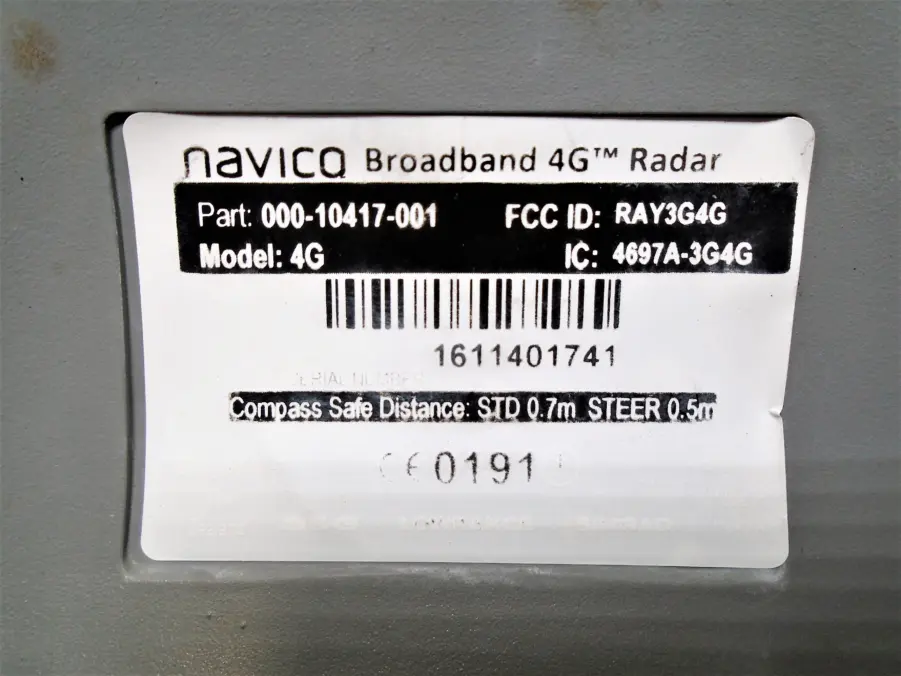 navico Broadband 4G™ Radar
Part: 000-10417-001 FCC ID: RAY3G4G
Model: 4G IC: 4697A-3G4G
1611401741
Compass Safe Distance: STD 0.7m STEER 0.5m
CE 0191